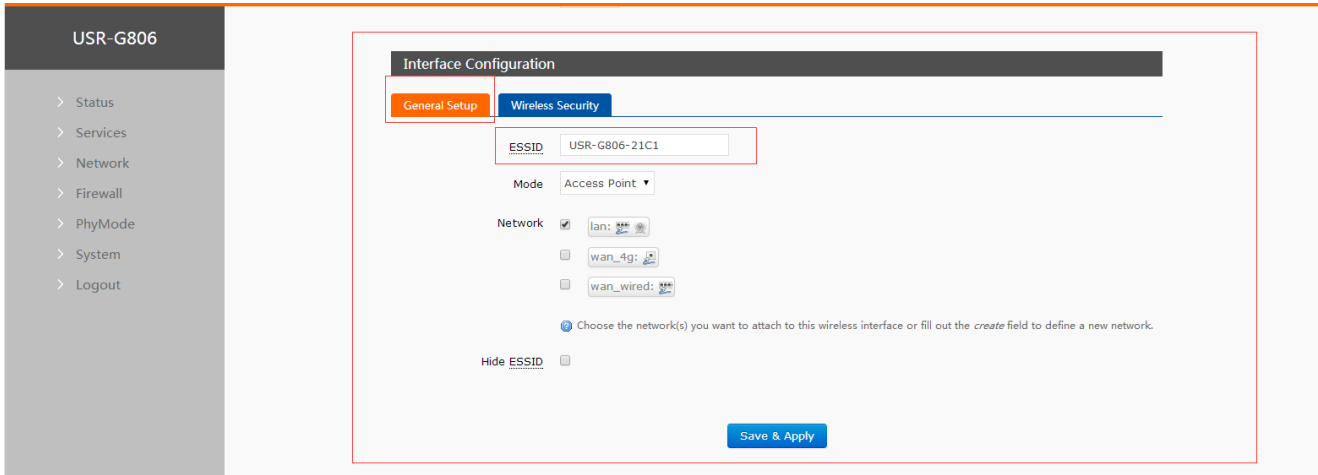 USR-G806
Status
Services
Network
Firewall
PhyMode
System
Logout
Interface Configuration
General Setup
Wireless Security
ESSID USR-G806-21C1
Mode Access Point
Network lan:
wan_4g:
wan_wired:
Choose the network(s) you want to attach to this wireless interface or fill out the create field to define a new network.
Hide ESSID
Save & Apply